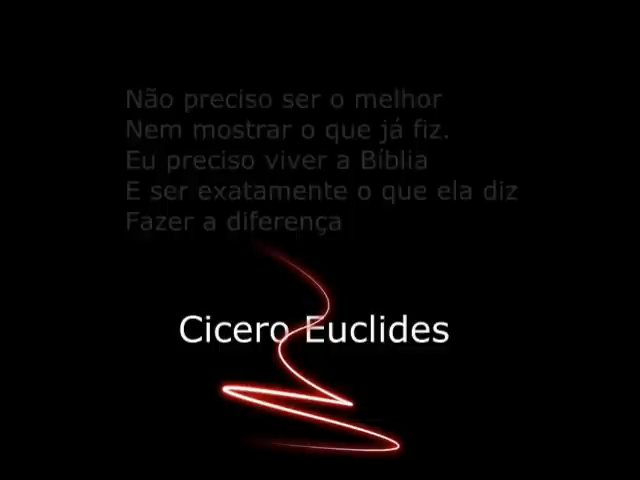 Não preciso ser o melhor
Nem mostrar o que já fiz.
Eu preciso viver a Bíblia
E ser exatamente o que ela diz
Fazer a diferença
Cicero Euclides